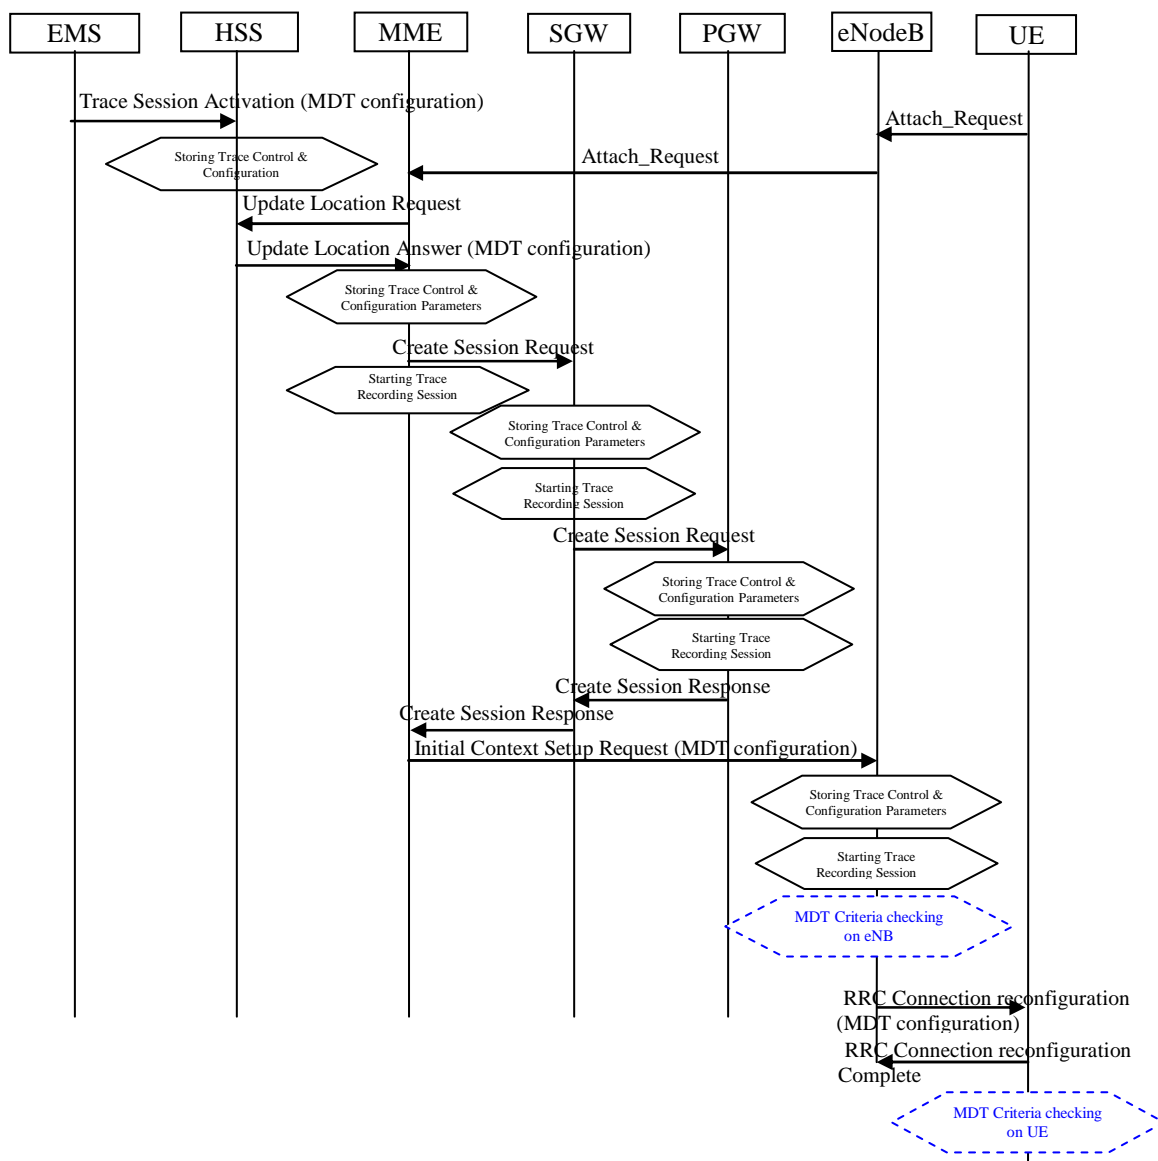 EMS
HSS
MME
SGW
PGW
eNodeB
UE
Trace Session Activation (MDT configuration)
Attach_Request
Storing Trace Control &
Configuration
Attach_Request
Update Location Request
Update Location Answer (MDT configuration)
Storing Trace Control &
Configuration Parameters
Create Session Request
Starting Trace
Recording Session
Storing Trace Control &
Configuration Parameters
Starting Trace
Recording Session
Create Session Request
Storing Trace Control &
Configuration Parameters
Starting Trace
Recording Session
Create Session Response
Create Session Response
Initial Context Setup Request (MDT configuration)
Storing Trace Control &
Configuration Parameters
Starting Trace
Recording Session
MDT Criteria checking
on eNB
RRC Connection reconfiguration
(MDT configuration)
RRC Connection reconfiguration
Complete
MDT Criteria checking
on UE